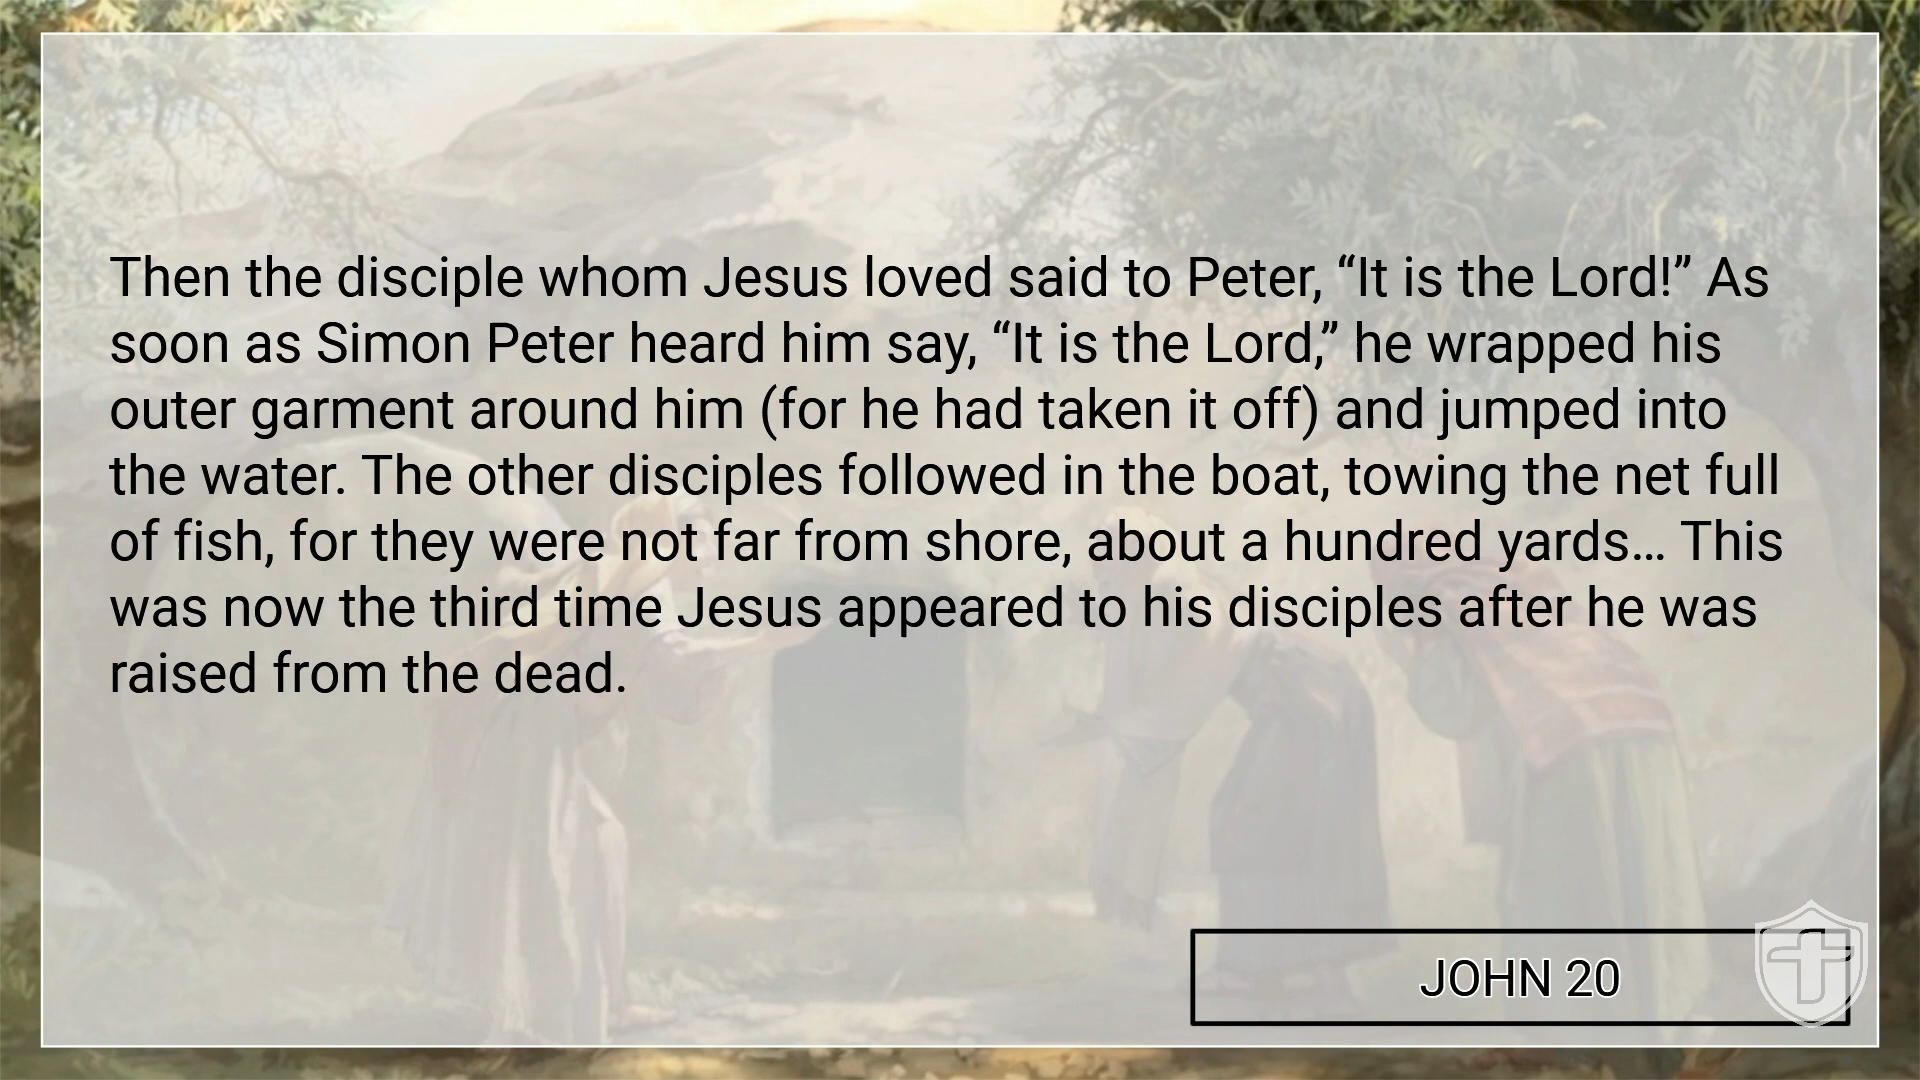 Then the disciple whom Jesus loved said to Peter, “It is the Lord!” As
soon as Simon Peter heard him say, “It is the Lord,” he wrapped his
outer garment around him (for he had taken it off) and jumped into
the water. The other disciples followed in the boat, towing the net full
of fish, for they were not far from shore, about a hundred yards… This
was now the third time Jesus appeared to his disciples after he was
raised from the dead.
JOHN 20